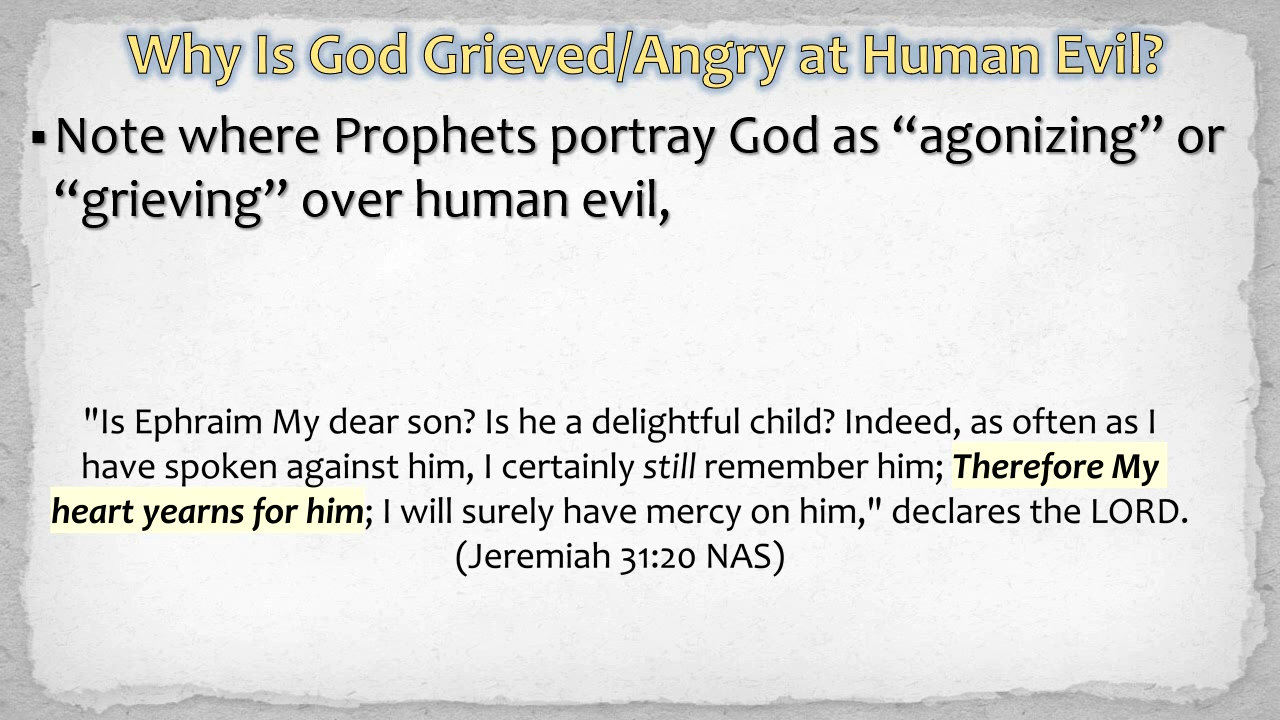 Why Is God Grieved/Angry at Human Evil?
▪Note where Prophets portray God as “agonizing” or
“grieving” over human evil,
"Is Ephraim My dear son? Is he a delightful child? Indeed, as often as I
have spoken against him, I certainly still remember him; Therefore My
heart yearns for him; I will surely have mercy on him," declares the LORD.
(Jeremiah 31:20 NAS)